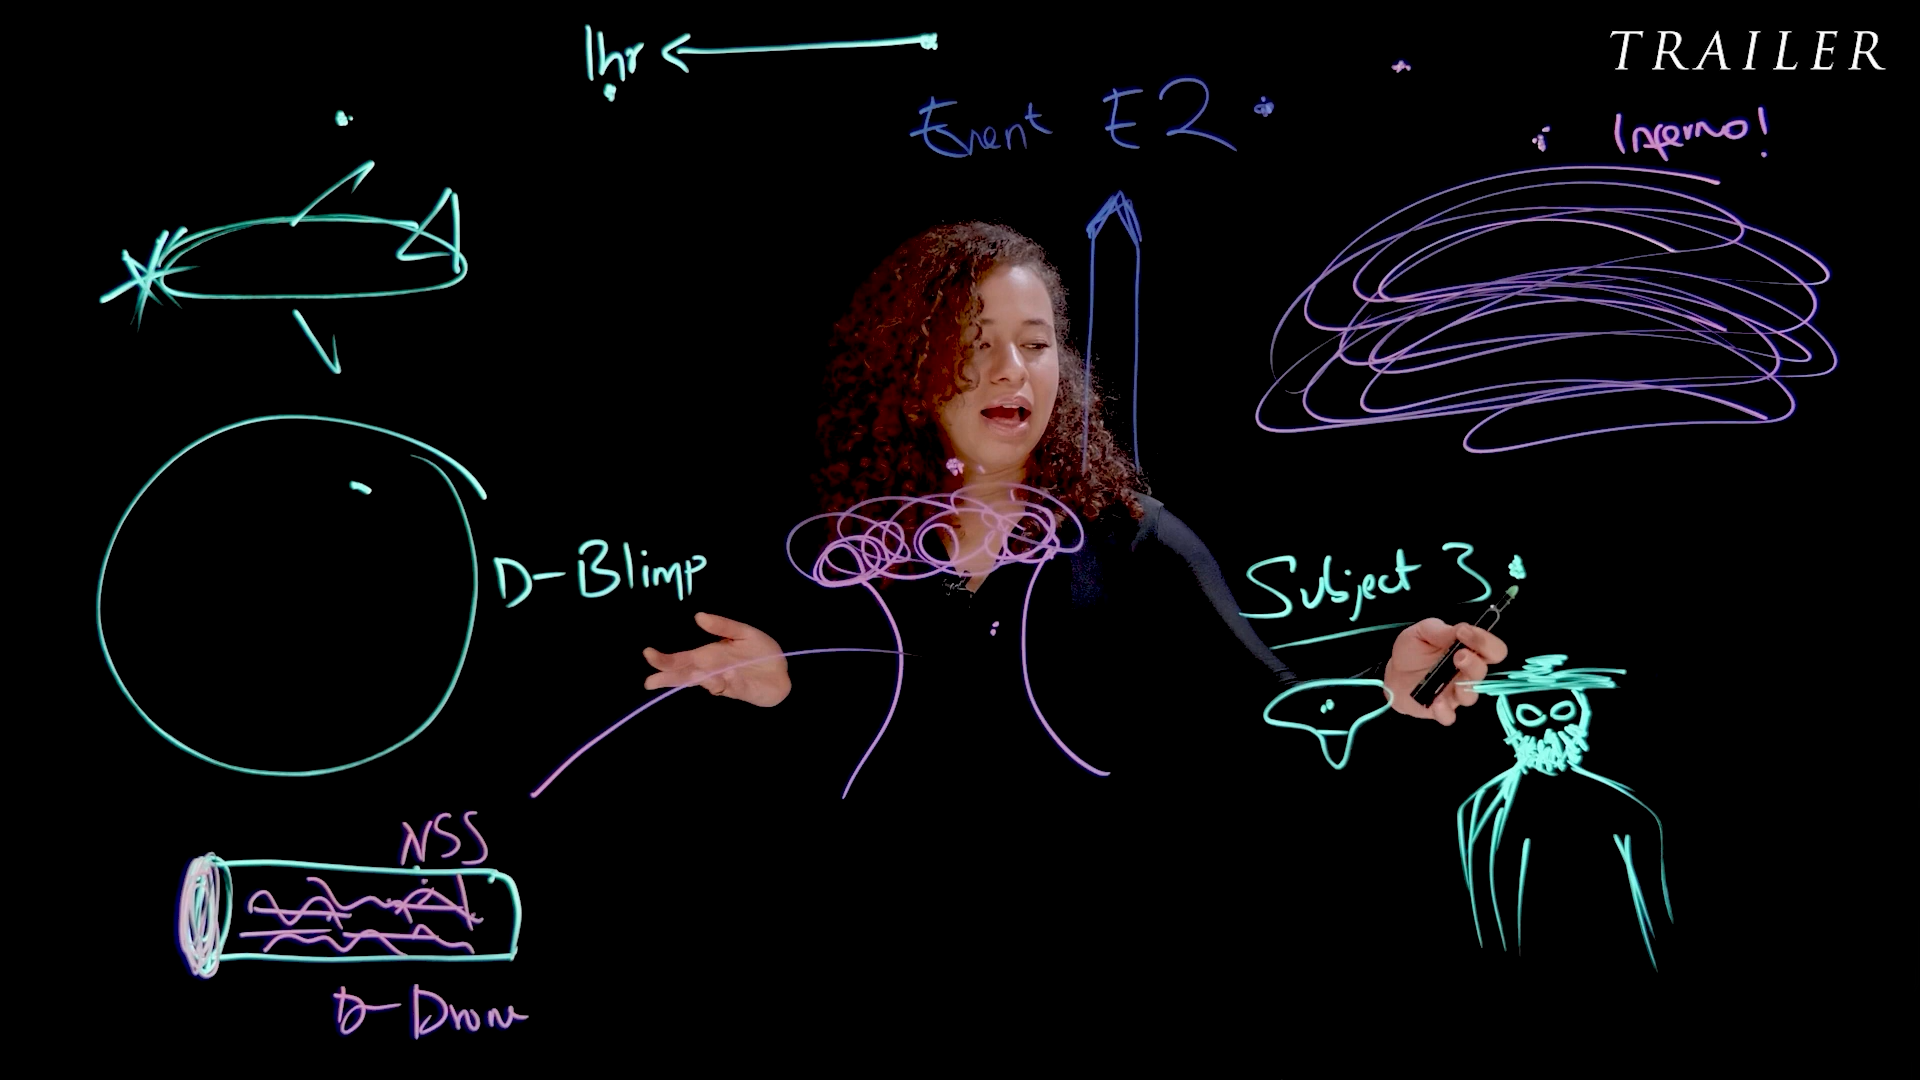 1hr
TRAILER
Event E2
Inferno!
D-Blimp
Subject 3
NSS
D-Drone